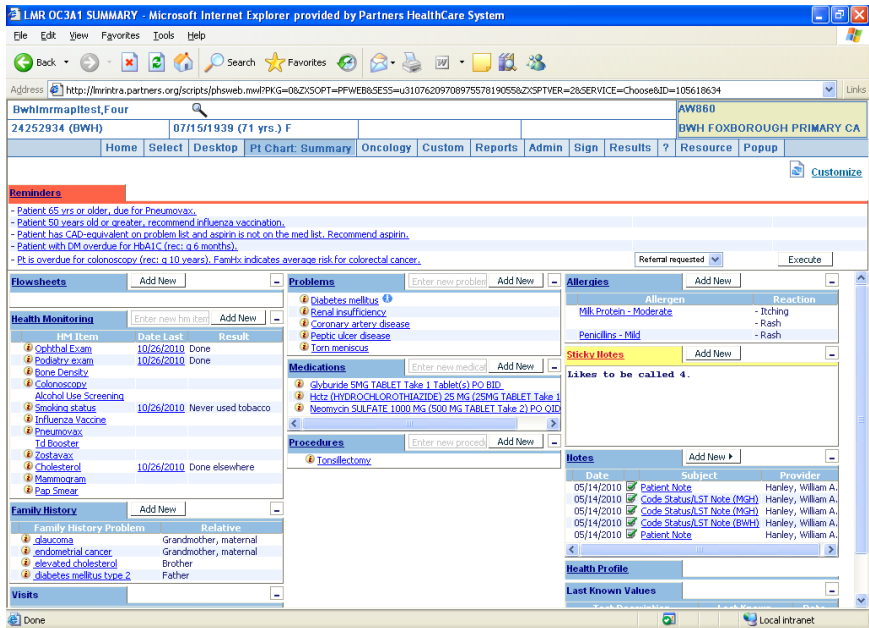 LMR OC3A1 SUMMARY - Microsoft Internet Explorer provided by Partners HealthCare System
File Edit View Favorites Tools Help
Back Search Favorites
Address http://lmrintra.partners.org/scripts/phsweb.mwl?PKG=0&ZXSOPT=PFWEB&SESS=u31076209708975578190558ZXSPTVER=2&SERVICE=Choose&ID=105618634 Links
Bwhlmrmapitest,Four AW860
24252934 (BWH) 07/15/1939 (71 yrs.) F BWH FOXBOROUGH PRIMARY CA
Home Select Desktop Pt Chart: Summary Oncology Custom Reports Admin Sign Results ? Resource Popup
Customize
Reminders
- Patient 65 yrs or older, due for Pneumovax.
- Patient 50 years old or greater, recommend influenza vaccination.
- Patient has CAD-equivalent on problem list and aspirin is not on the med list. Recommend aspirin.
- Patient with DM overdue for HbA1C (rec: q 6 months).
- Pt is overdue for colonoscopy (rec: q 10 years). FamHx indicates average risk for colorectal cancer. Referral requested Execute
Flowsheets Add New
Health Monitoring Enter new hm item Add New
HM Item Date Last Result
Ophthal Exam 10/26/2010 Done
Podiatry exam 10/26/2010 Done
Bone Density
Colonoscopy
Alcohol Use Screening
Smoking status 10/26/2010 Never used tobacco
Influenza Vaccine
Pneumovax
Td Booster
Zostavax
Cholesterol 10/26/2010 Done elsewhere
Mammogram
Pap Smear
Family History Add New
Family History Problem Relative
glaucoma Grandmother, maternal
endometrial cancer Grandmother, maternal
elevated cholesterol Brother
diabetes mellitus type 2 Father
Visits
Problems Enter new problem Add New
Diabetes mellitus
Renal insufficiency
Coronary artery disease
Peptic ulcer disease
Torn meniscus
Medications Enter new medical Add New
Glyburide 5MG TABLET Take 1 Tablet(s) PO BID
Hctz (HYDROCHLOROTHIAZIDE) 25 MG (25MG TABLET Take 1
Neomycin SULFATE 1000 MG (500 MG TABLET Take 2) PO QID
Procedures Enter new procedi Add New
Tonsillectomy
Allergies Add New
Allergen Reaction
Milk Protein - Moderate - Itching
- Rash
Penicillins - Mild - Rash
Sticky Notes Add New
Likes to be called 4.
Notes Add New
Date Subject Provider
05/14/2010 Patient Note Hanley, William A.
05/14/2010 Code Status/LST Note (MGH) Hanley, William A.
05/14/2010 Code Status/LST Note (MGH) Hanley, William A.
05/14/2010 Code Status/LST Note (BWH) Hanley, William A.
05/14/2010 Patient Note Hanley, William A.
Health Profile
Last Known Values
Test Description Last Known Date
Done Local intranet